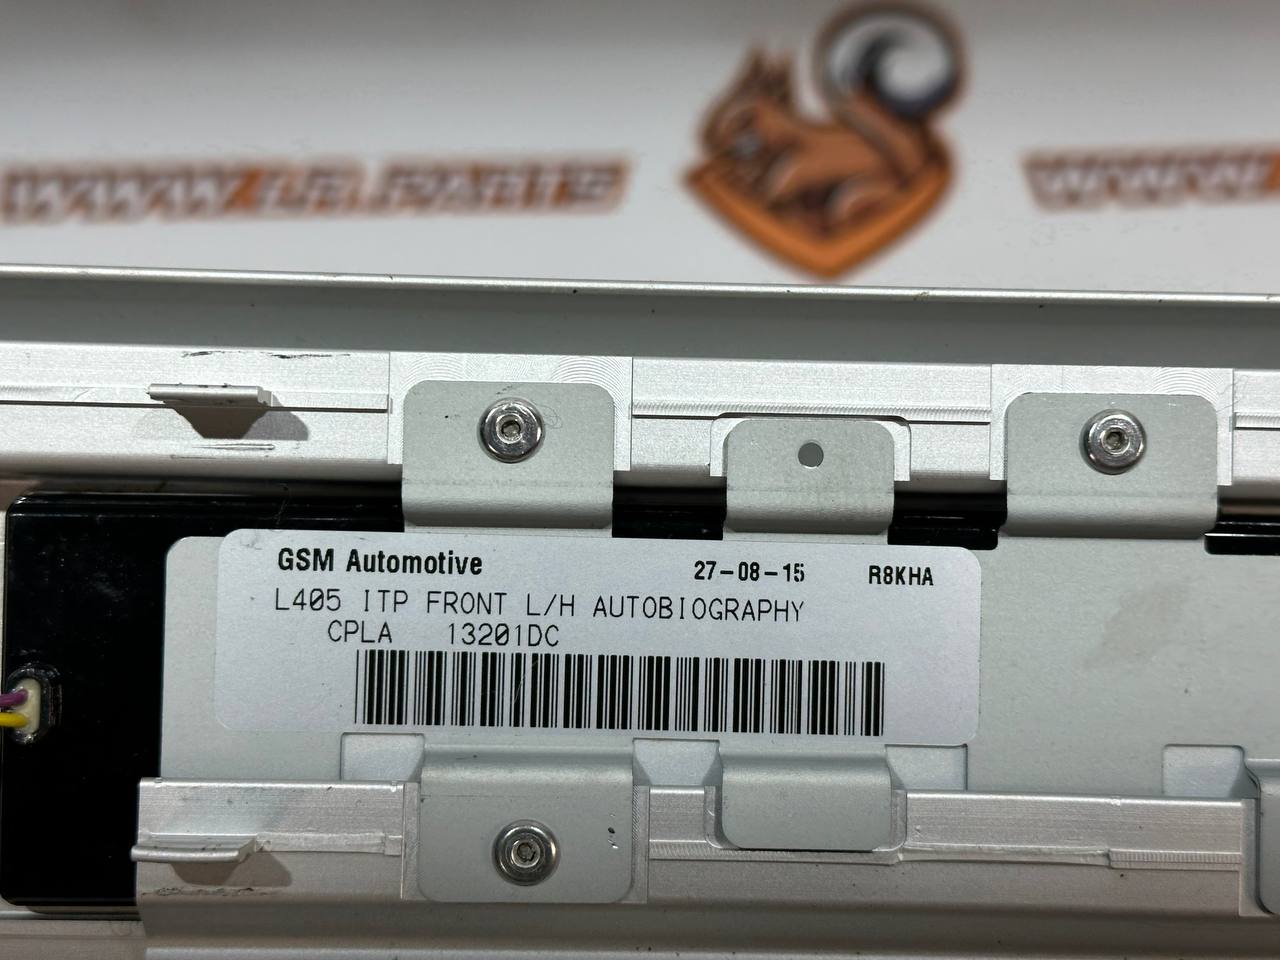 GSM Automotive 27-08-15 R8KHA
L405 ITP FRONT L/H AUTOBIOGRAPHY
CPLA 13201DC